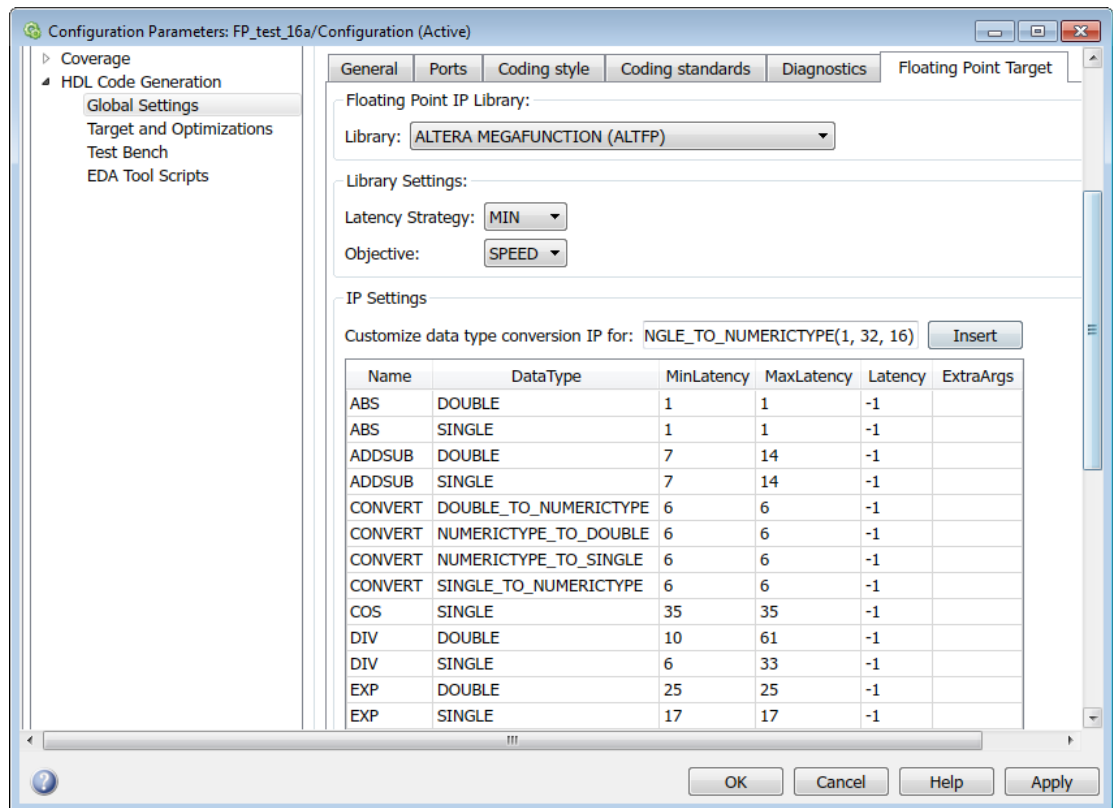 Configuration Parameters: FP_test_16a/Configuration (Active)
Coverage
HDL Code Generation
Global Settings
Target and Optimizations
Test Bench
EDA Tool Scripts
General Ports Coding style Coding standards Diagnostics Floating Point Target
Floating Point IP Library:
Library: ALTERA MEGAFUNCTION (ALTFP)
Library Settings:
Latency Strategy: MIN
Objective: SPEED
IP Settings
Customize data type conversion IP for: NGLE_TO_NUMERICTYPE(1, 32, 16) Insert
Name DataType MinLatency MaxLatency Latency ExtraArgs
ABS DOUBLE 1 1 -1
ABS SINGLE 1 1 -1
ADDSUB DOUBLE 7 14 -1
ADDSUB SINGLE 7 14 -1
CONVERT DOUBLE_TO_NUMERICTYPE 6 6 -1
CONVERT NUMERICTYPE_TO_DOUBLE 6 6 -1
CONVERT NUMERICTYPE_TO_SINGLE 6 6 -1
CONVERT SINGLE_TO_NUMERICTYPE 6 6 -1
COS SINGLE 35 35 -1
DIV DOUBLE 10 61 -1
DIV SINGLE 6 33 -1
EXP DOUBLE 25 25 -1
EXP SINGLE 17 17 -1
OK Cancel Help Apply